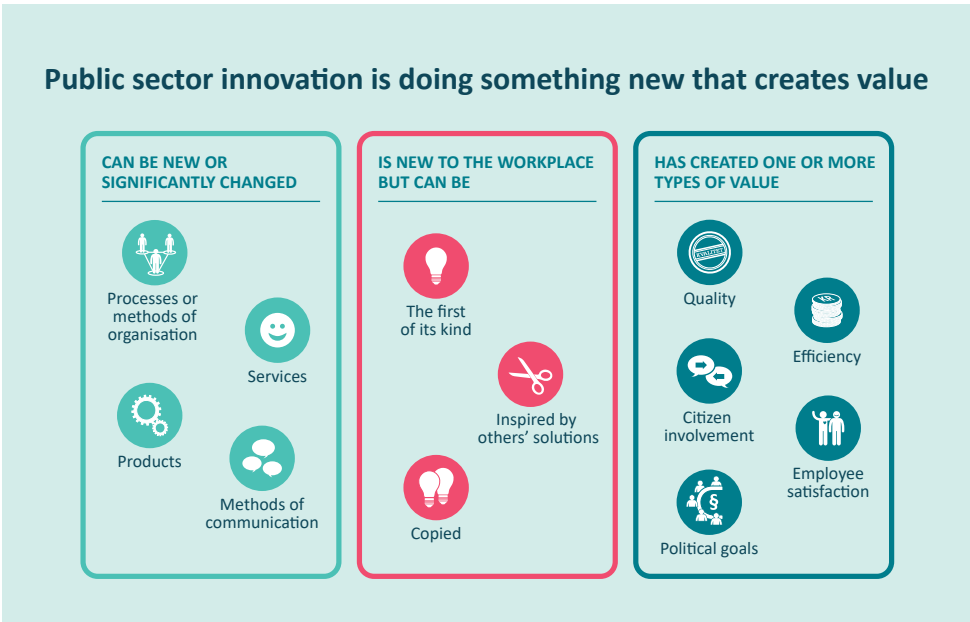 Public sector innovation is doing something new that creates value
CAN BE NEW OR
SIGNIFICANTLY CHANGED
Processes or
methods of
organisation
Services
Products
Methods of
communication
IS NEW TO THE WORKPLACE
BUT CAN BE
The first
of its kind
Inspired by
others’ solutions
Copied
HAS CREATED ONE OR MORE
TYPES OF VALUE
KVALITET
Quality
KR
Efficiency
Citizen
involvement
Employee
satisfaction
§
Political goals